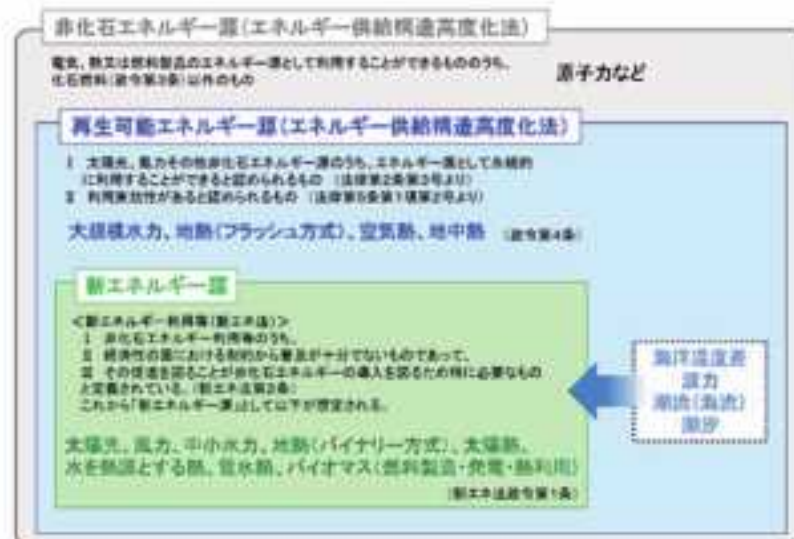 非化石エネルギー源(エネルギー供給構造高度化法)
電気、熱又は燃料製品のエネルギー源として利用することができるもののうち、
化石燃料(政令第3条)以外のもの
原子力など
再生可能エネルギー源(エネルギー供給構造高度化法)
Ⅰ 太陽光、風力その他非化石エネルギー源のうち、エネルギー源として永続的
に利用することができると認められるもの (法律第2条第3号より)
Ⅱ 利用実効性があると認められるもの (法律第5条第1項第2号より)
大規模水力、地熱(フラッシュ方式)、空気熱、地中熱 (政令第4条)
新エネルギー源
<新エネルギー利用等(新エネ法)>
Ⅰ 非化石エネルギー利用等のうち、
Ⅱ 経済性の面における制約から普及が十分でないものであって、
Ⅲ その促進を図ることが非化石エネルギーの導入を図るため特に必要なもの
と定義されている。(新エネ法第2条)
これから「新エネルギー源」として以下が想定される。
太陽光、風力、中小水力、地熱(バイナリー方式)、太陽熱、
水を熱源とする熱、雪氷熱、バイオマス(燃料製造・発電・熱利用)
(新エネ法政令第1条)
海洋温度差
波力
潮流(海流)
潮汐